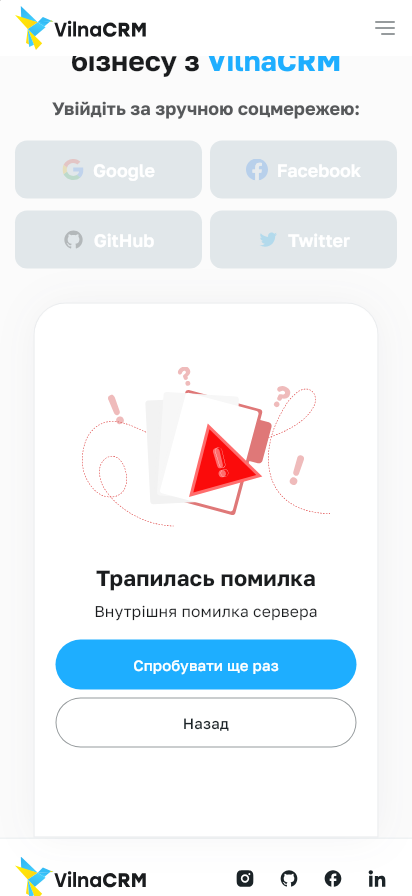 VilnaCRM
бізнесу з VilnaCRM
Увійдіть за зручною соцмережею:
Google
Facebook
GitHub
Twitter
Трапилась помилка
Внутрішня помилка сервера
Спробувати ще раз
Назад
VilnaCRM